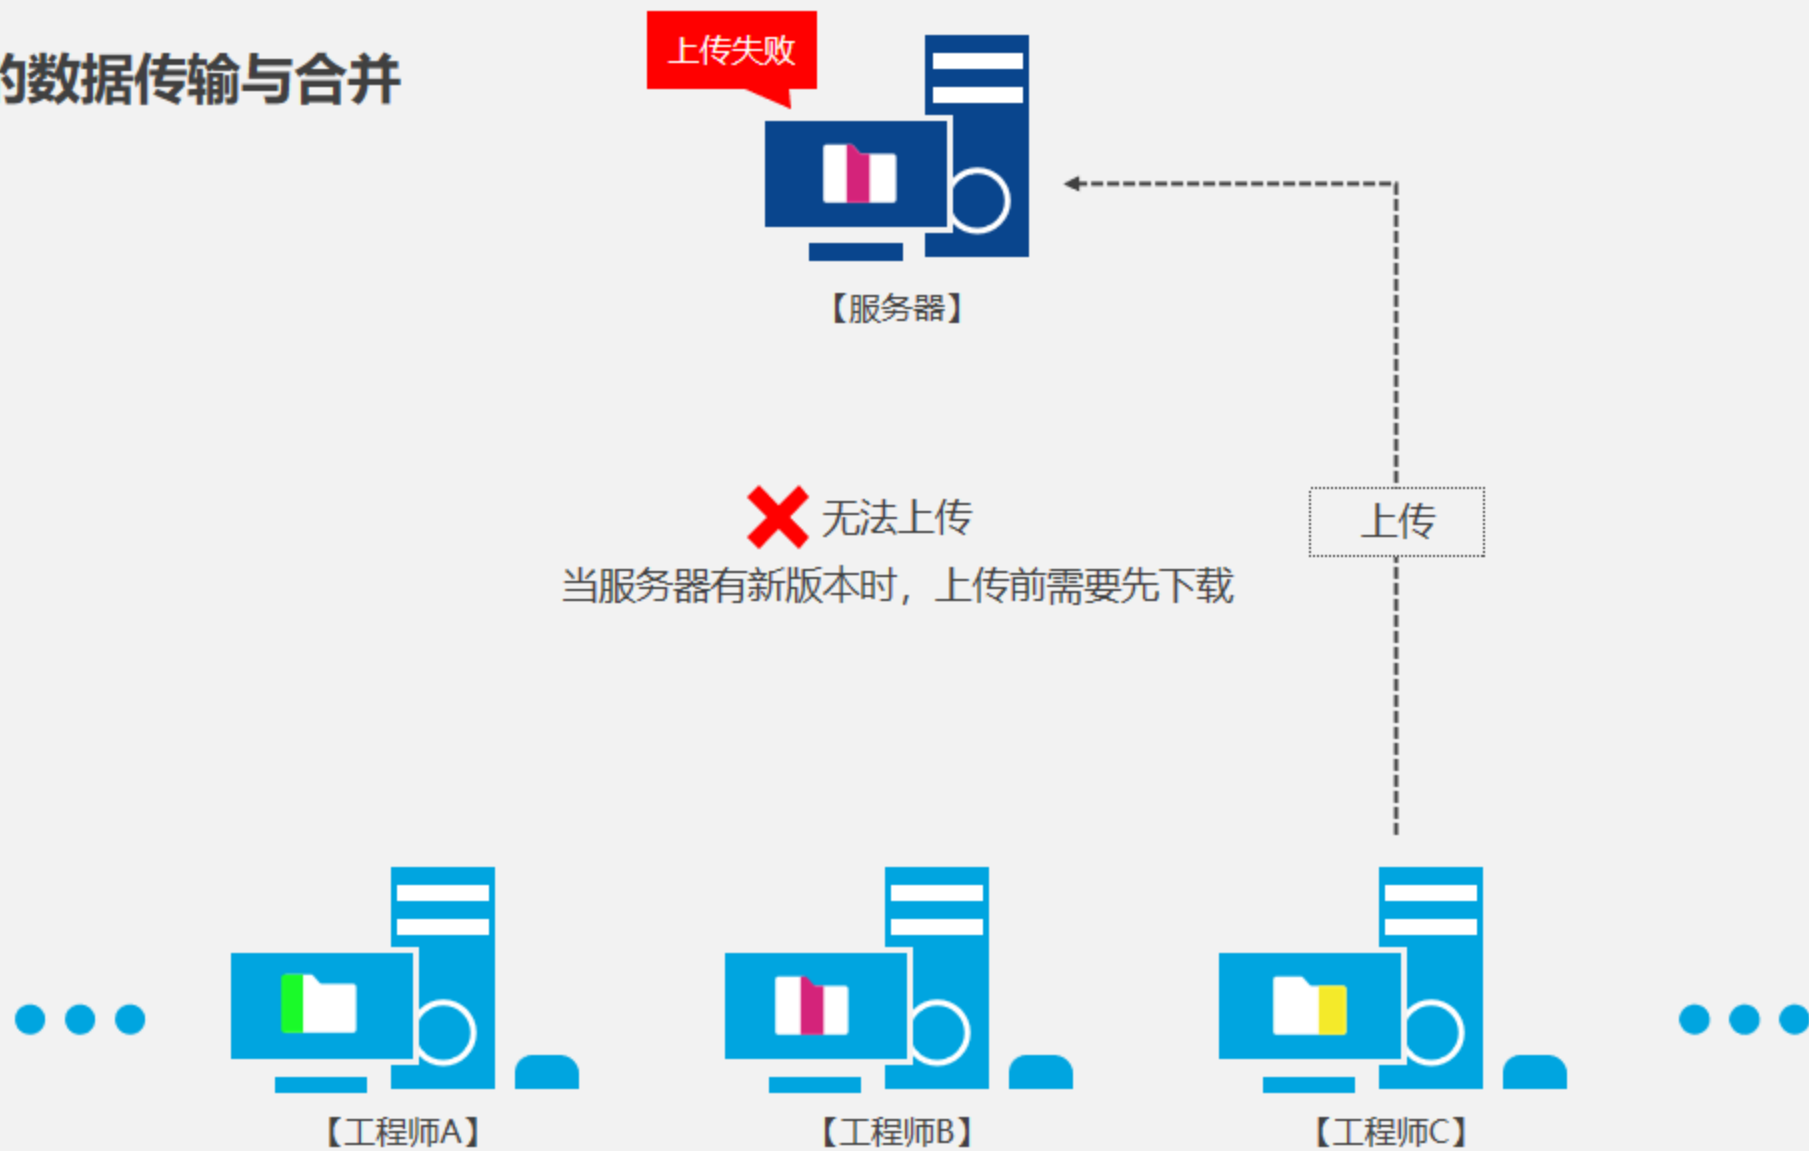 的数据传输与合并
上传失败
【服务器】
无法上传
当服务器有新版本时，上传前需要先下载
上传
【工程师A】
【工程师B】
【工程师C】